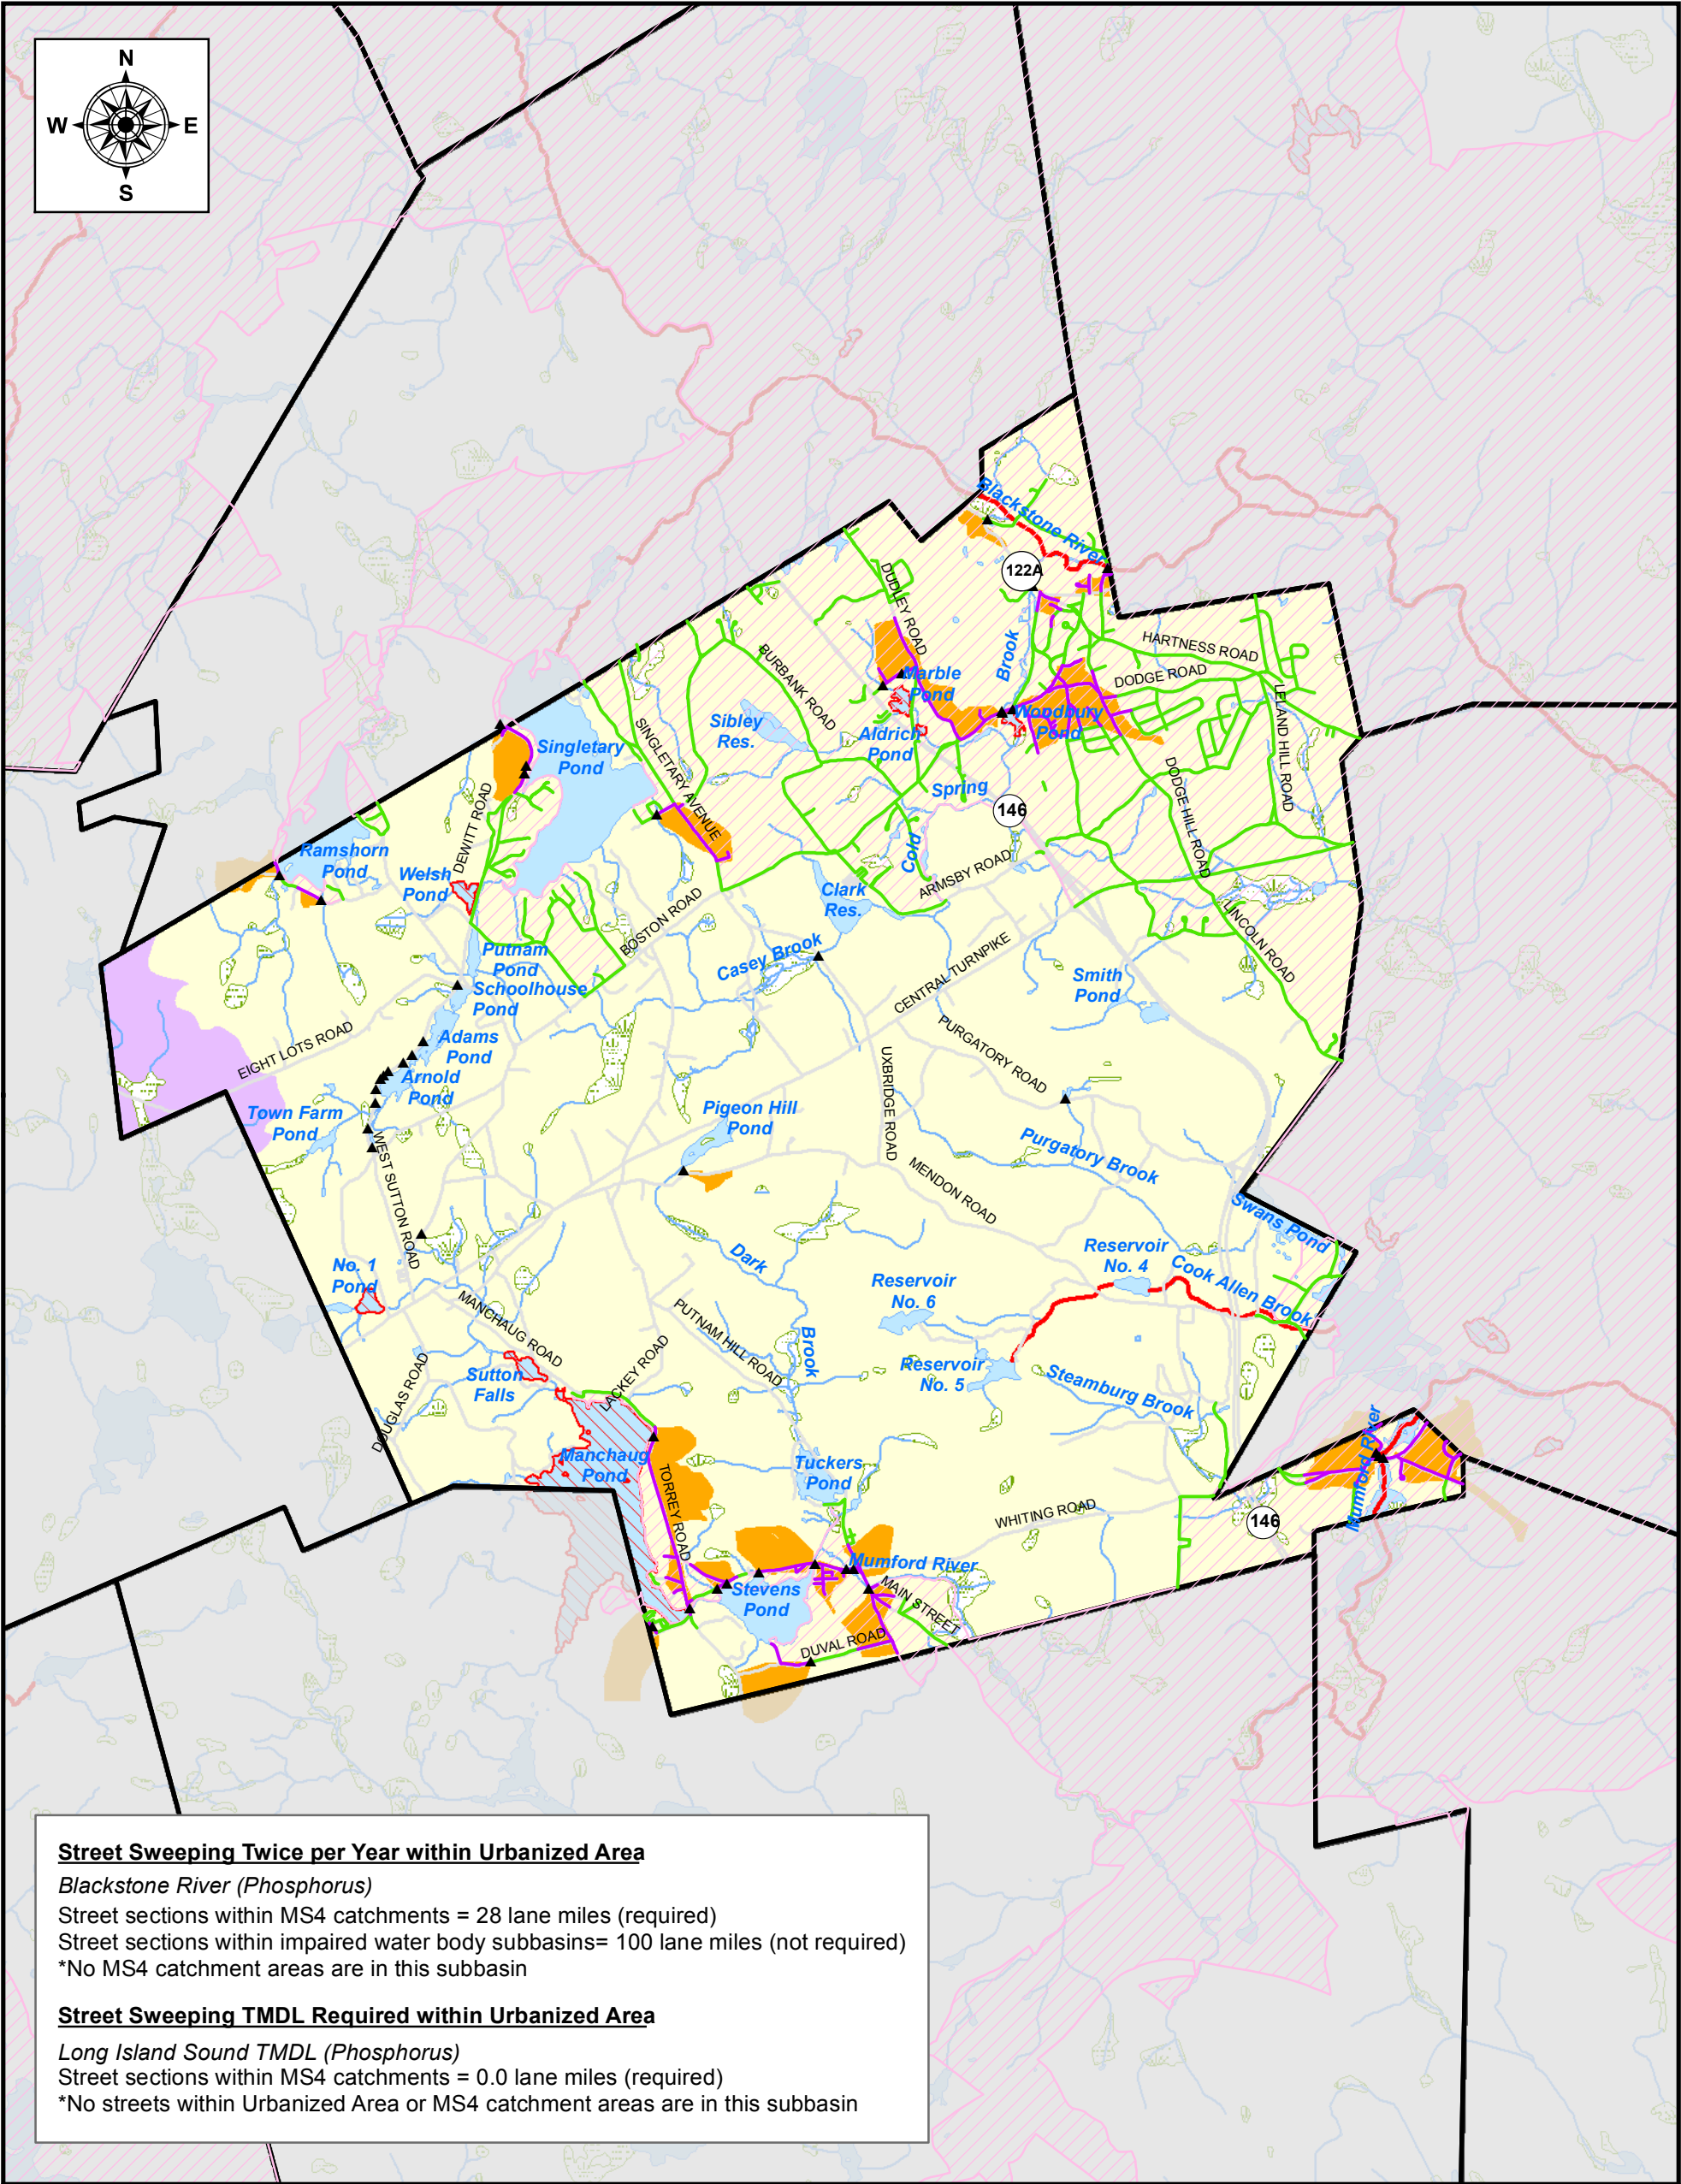 N
W E
S
Blackstone River
122A
DUDLEY ROAD
HARTNESS ROAD
Brook
BURBANK ROAD
Marble
Pond
DODGE ROAD
LELAND HILL ROAD
Sibley
Res.
Woodbury
Pond
Aldrich
Pond
SINGLETARY AVENUE
Singletary
Pond
Spring
146
DODGE HILL ROAD
DEWITT ROAD
Ramshorn
Pond
Cold
Welsh
Pond
ARMSBY ROAD
Clark
Res.
BOSTON ROAD
LINCOLN ROAD
Putnam
Pond
Casey Brook
CENTRAL TURNPIKE
Smith
Pond
Schoolhouse
Pond
EIGHT LOTS ROAD
Adams
Pond
PURGATORY ROAD
Arnold
Pond
UXBRIDGE ROAD
Town Farm
Pond
Pigeon Hill
Pond
Purgatory Brook
WEST SUTTON ROAD
MENDON ROAD
Swans Pond
Dark
Reservoir
No. 4
No. 1
Pond
Cook Allen Brook
Reservoir
No. 6
MANCHAUG ROAD
PUTNAM HILL ROAD
Brook
LACKEY ROAD
Reservoir
No. 5
Sutton
Falls
Steamburg Brook
DOUGLAS ROAD
Manchaug
Pond
Tuckers
Pond
Mumford River
TORREY ROAD
WHITING ROAD
146
Mumford River
Stevens
Pond
MAIN STREET
DUVAL ROAD
Street Sweeping Twice per Year within Urbanized Area
Blackstone River (Phosphorus)
Street sections within MS4 catchments = 28 lane miles (required)
Street sections within impaired water body subbasins= 100 lane miles (not required)
*No MS4 catchment areas are in this subbasin
Street Sweeping TMDL Required within Urbanized Area
Long Island Sound TMDL (Phosphorus)
Street sections within MS4 catchments = 0.0 lane miles (required)
*No streets within Urbanized Area or MS4 catchment areas are in this subbasin